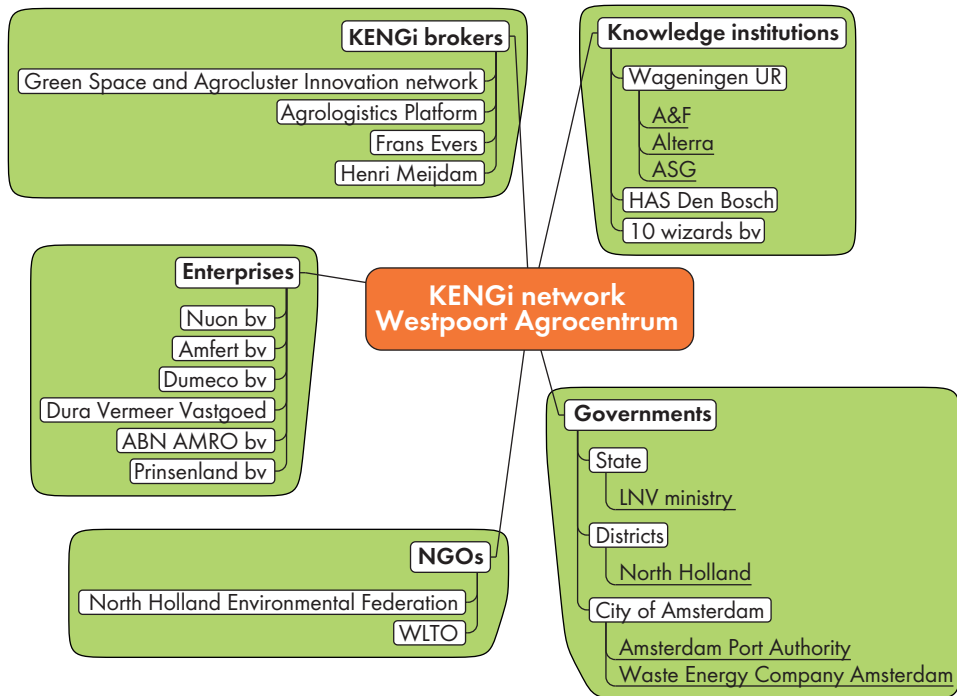 KENGi brokers
Green Space and Agrocluster Innovation network
Agrologistics Platform
Frans Evers
Henri Meijdam
Knowledge institutions
Wageningen UR
A&F
Alterra
ASG
HAS Den Bosch
10 wizards bv
Enterprises
Nuon bv
Amfert bv
Dumeco bv
Dura Vermeer Vastgoed
ABN AMRO bv
Prinsenland bv
KENGi network
Westpoort Agrocentrum
Governments
State
LNV ministry
Districts
North Holland
City of Amsterdam
Amsterdam Port Authority
Waste Energy Company Amsterdam
NGOs
North Holland Environmental Federation
WLTO